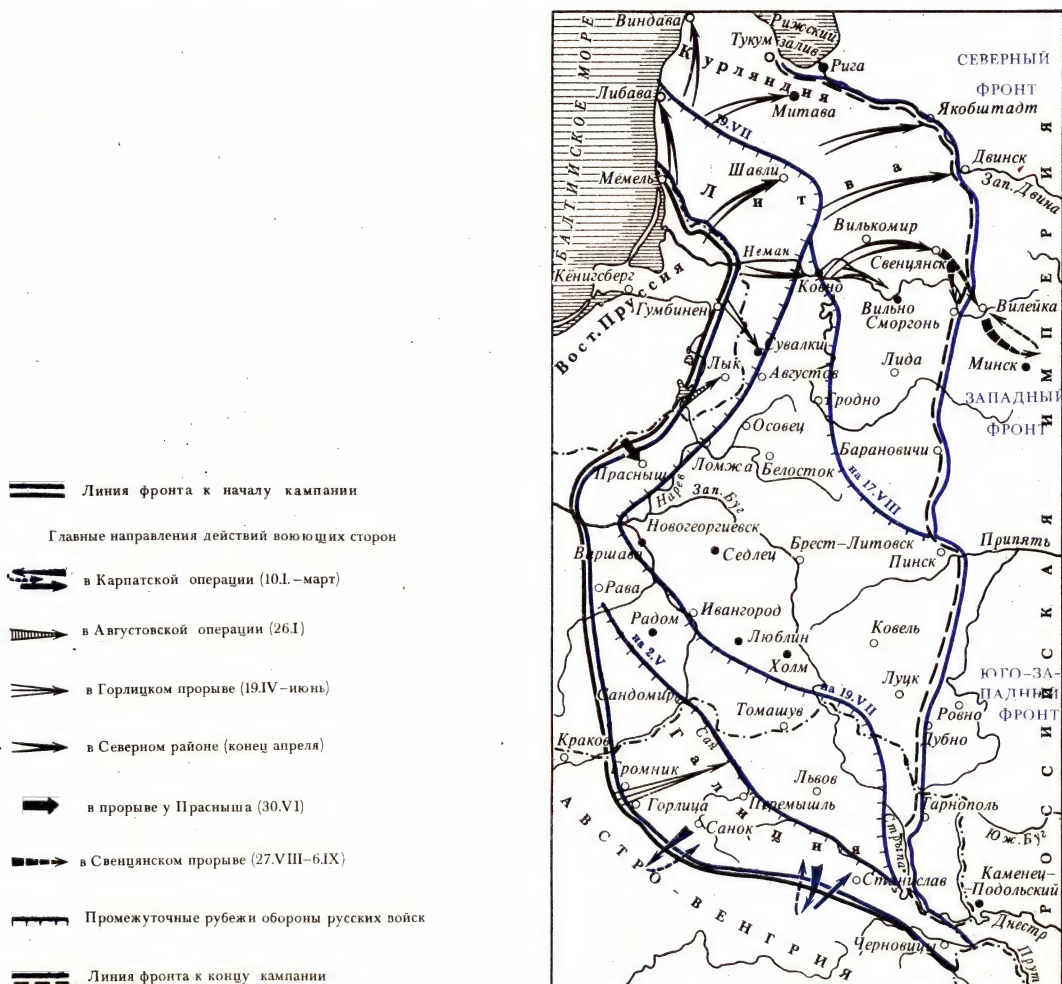 Линия фронта к началу кампании
Главные направления действий воюющих сторон
в Карпатской операции (10.I.–март)
в Августовской операции (26.I)
в Горлицком прорыве (19.IV–июнь)
в Северном районе (конец апреля)
в прорыве у Прасныша (30.VI)
в Свенцянском прорыве (27.VIII–6.IX)
Промежуточные рубежи обороны русских войск
Линия фронта к концу кампании
БАЛТИЙСКОЕ МОРЕ
Виндава
Рижский
залив
Тукум
Рига
СЕВЕРНЫЙ
ФРОНТ
Курляндия
Либава
Митава
Якобштадт
19.VII
Двинск
Зап. Двина
Шавли
Мемель
Литва
Вилькомир
Неман
Свенцянск
Кёнигсберг
Ковно
Вильно
Вилейка
Гумбинен
Сморгонь
Вост. Пруссия
Сувалки
Лык
Августов
Лида
Минск
Гродно
ЗАПАДНЫЙ
ФРОНТ
Осовец
Барановичи
Ломжа
Белосток
Прасныш
на 17.VIII
Нарев
Зап. Буг
Новогеоргиевск
Варшава
Седлец
Брест-Литовск
Припять
Пинск
Рава
Ивангород
Радом
Люблин
Ковель
Холм
на 2.V
Луцк
ЮГО-ЗА-
ПАДНЫЙ
ФРОНТ
на 19.VII
Сандомир
Томашув
Ровно
Дубно
Краков
Сан
Громник
Львов
Горлица
Перемышль
Тарнополь
Галиция
Санок
Стрыпа
Юж. Буг
Станислав
Каменец-
-Подольский
Днестр
Черновицы
Прут
АВСТРО-ВЕНГРИЯ
РОССИЙСКАЯ ИМПЕРИЯ